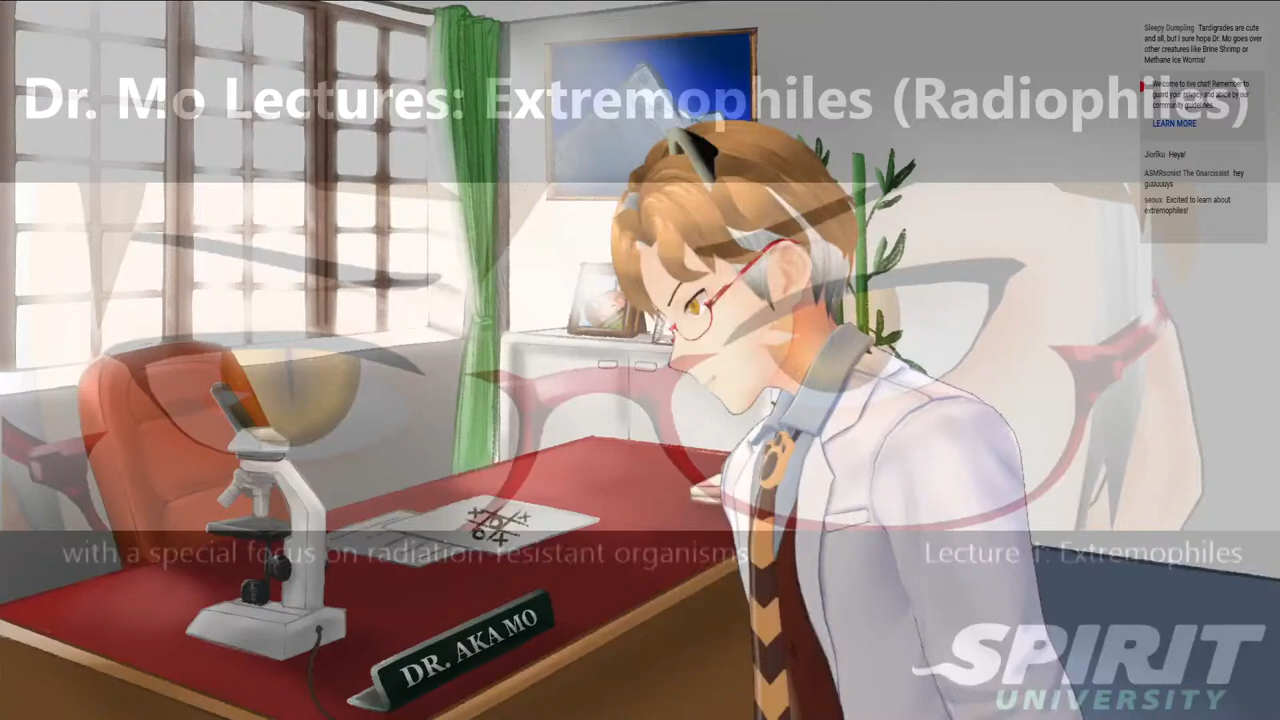 Dr. Mo Lectures: Extremophiles (Radiophiles)
Sleepy Dumpling Tardigrades are cute
and all, but I sure hope Dr. Mo goes over
other creatures like Brine Shrimp or
Methane Ice Worms!
Welcome to live chat! Remember to
guard your privacy and abide by our
community guidelines.
LEARN MORE
Jioriku Heya!
ASMRsonist The Gnarcissist hey
guuuuuys
seoux Excited to learn about
extremophiles!
with a special focus on radiation resistant organisms
Lecture 1: Extremophiles
DR. AKA MO
SPIRIT
UNIVERSITY